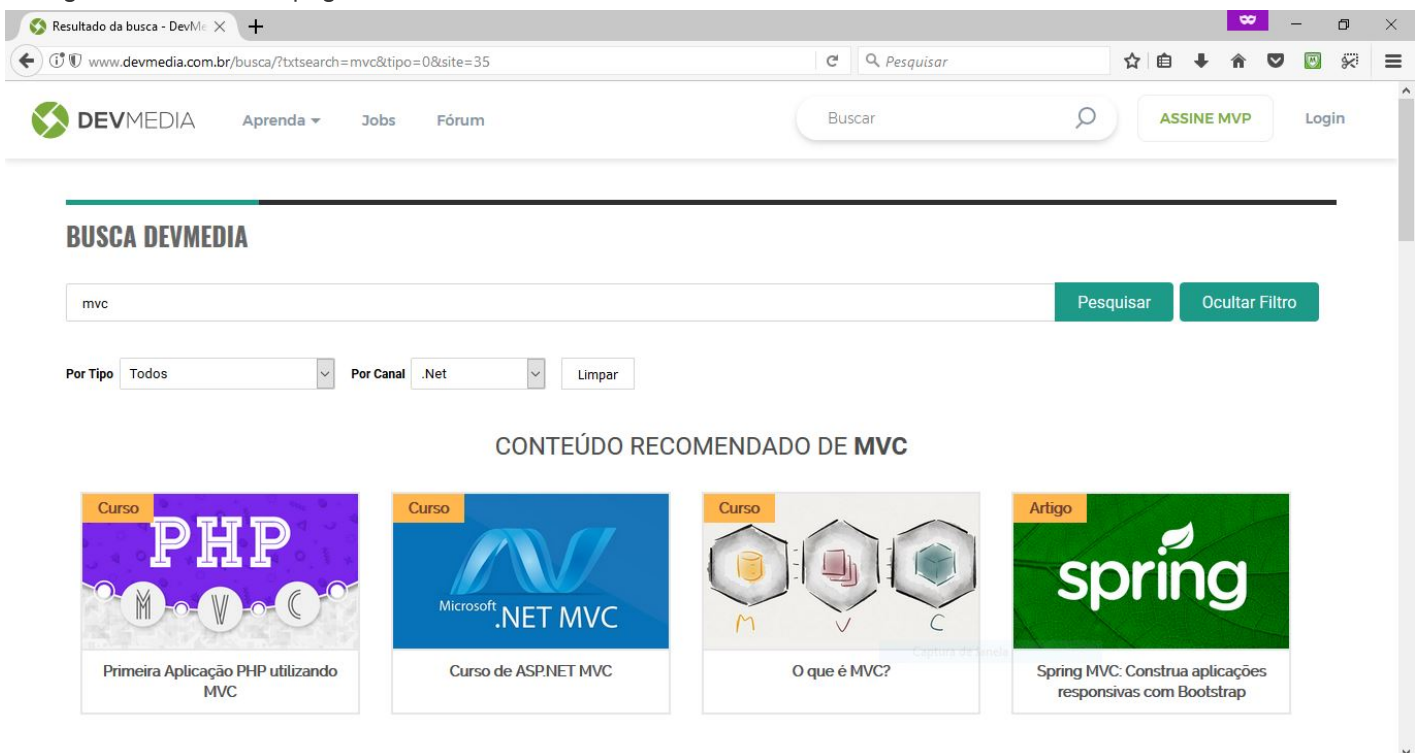 Resultado da busca - DevMe
www.devmedia.com.br/busca/?txtsearch=mvc&tipo=0&site=35
Pesquisar
DEVMEDIA
Aprenda
Jobs
Fórum
Buscar
ASSINE MVP
Login
BUSCA DEVMEDIA
mvc
Pesquisar
Ocultar Filtro
Por Tipo
Todos
Por Canal
.Net
Limpar
CONTEÚDO RECOMENDADO DE MVC
Curso
PHP
M V C
Primeira Aplicação PHP utilizando
MVC
Curso
Microsoft
.NET MVC
Curso de ASP.NET MVC
Curso
M V C
O que é MVC?
Captura de tela
Artigo
spring
Spring MVC: Construa aplicações
responsivas com Bootstrap